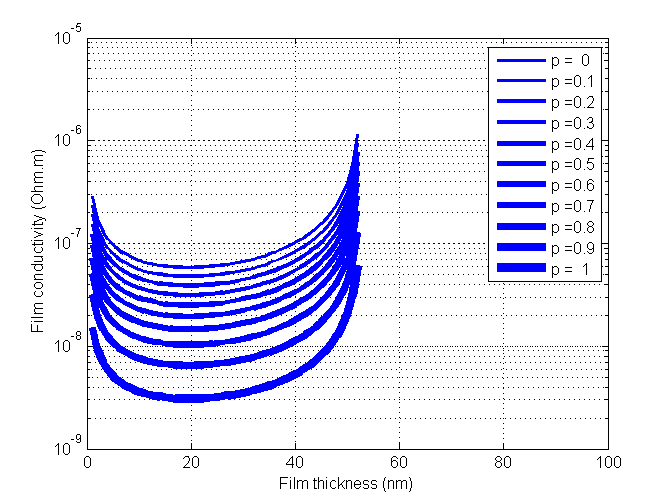 10-5
10-6
10-7
10-8
10-9
Film conductivity (Ohm.m)
0
20
40
60
80
100
Film thickness (nm)
p = 0
p =0.1
p =0.2
p =0.3
p =0.4
p =0.5
p =0.6
p =0.7
p =0.8
p =0.9
p = 1